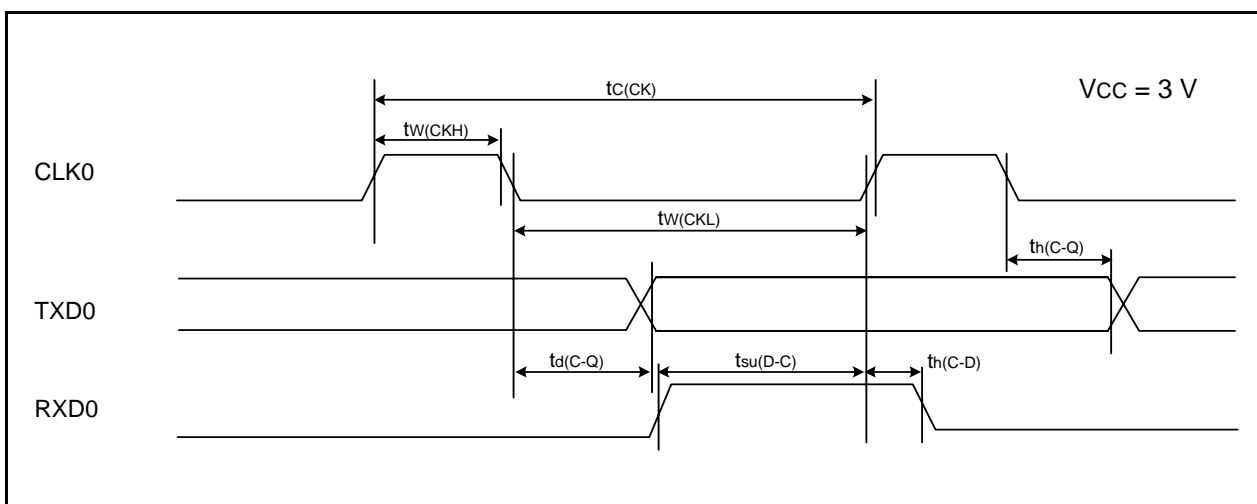 tC(CK)
VCC = 3 V
tW(CKH)
CLK0
tW(CKL)
th(C-Q)
TXD0
td(C-Q)
tsu(D-C)
th(C-D)
RXD0